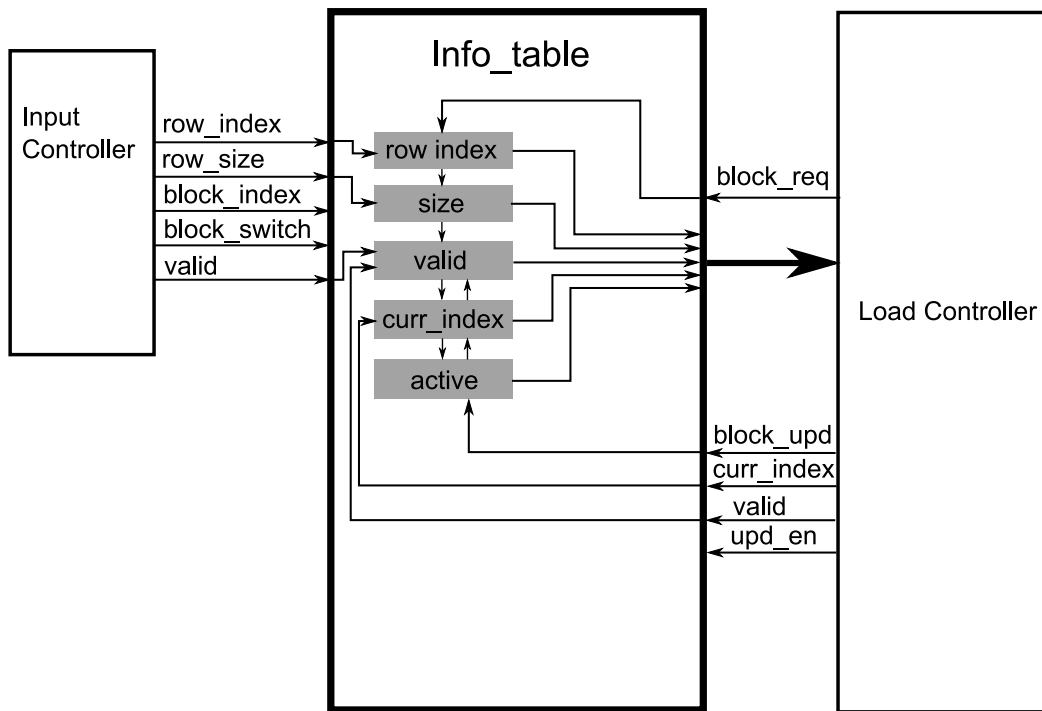 Info_table
Input
Controller
row_index
row_size
block_index
block_switch
valid
row index
size
valid
curr_index
active
block_req
Load Controller
block_upd
curr_index
valid
upd_en